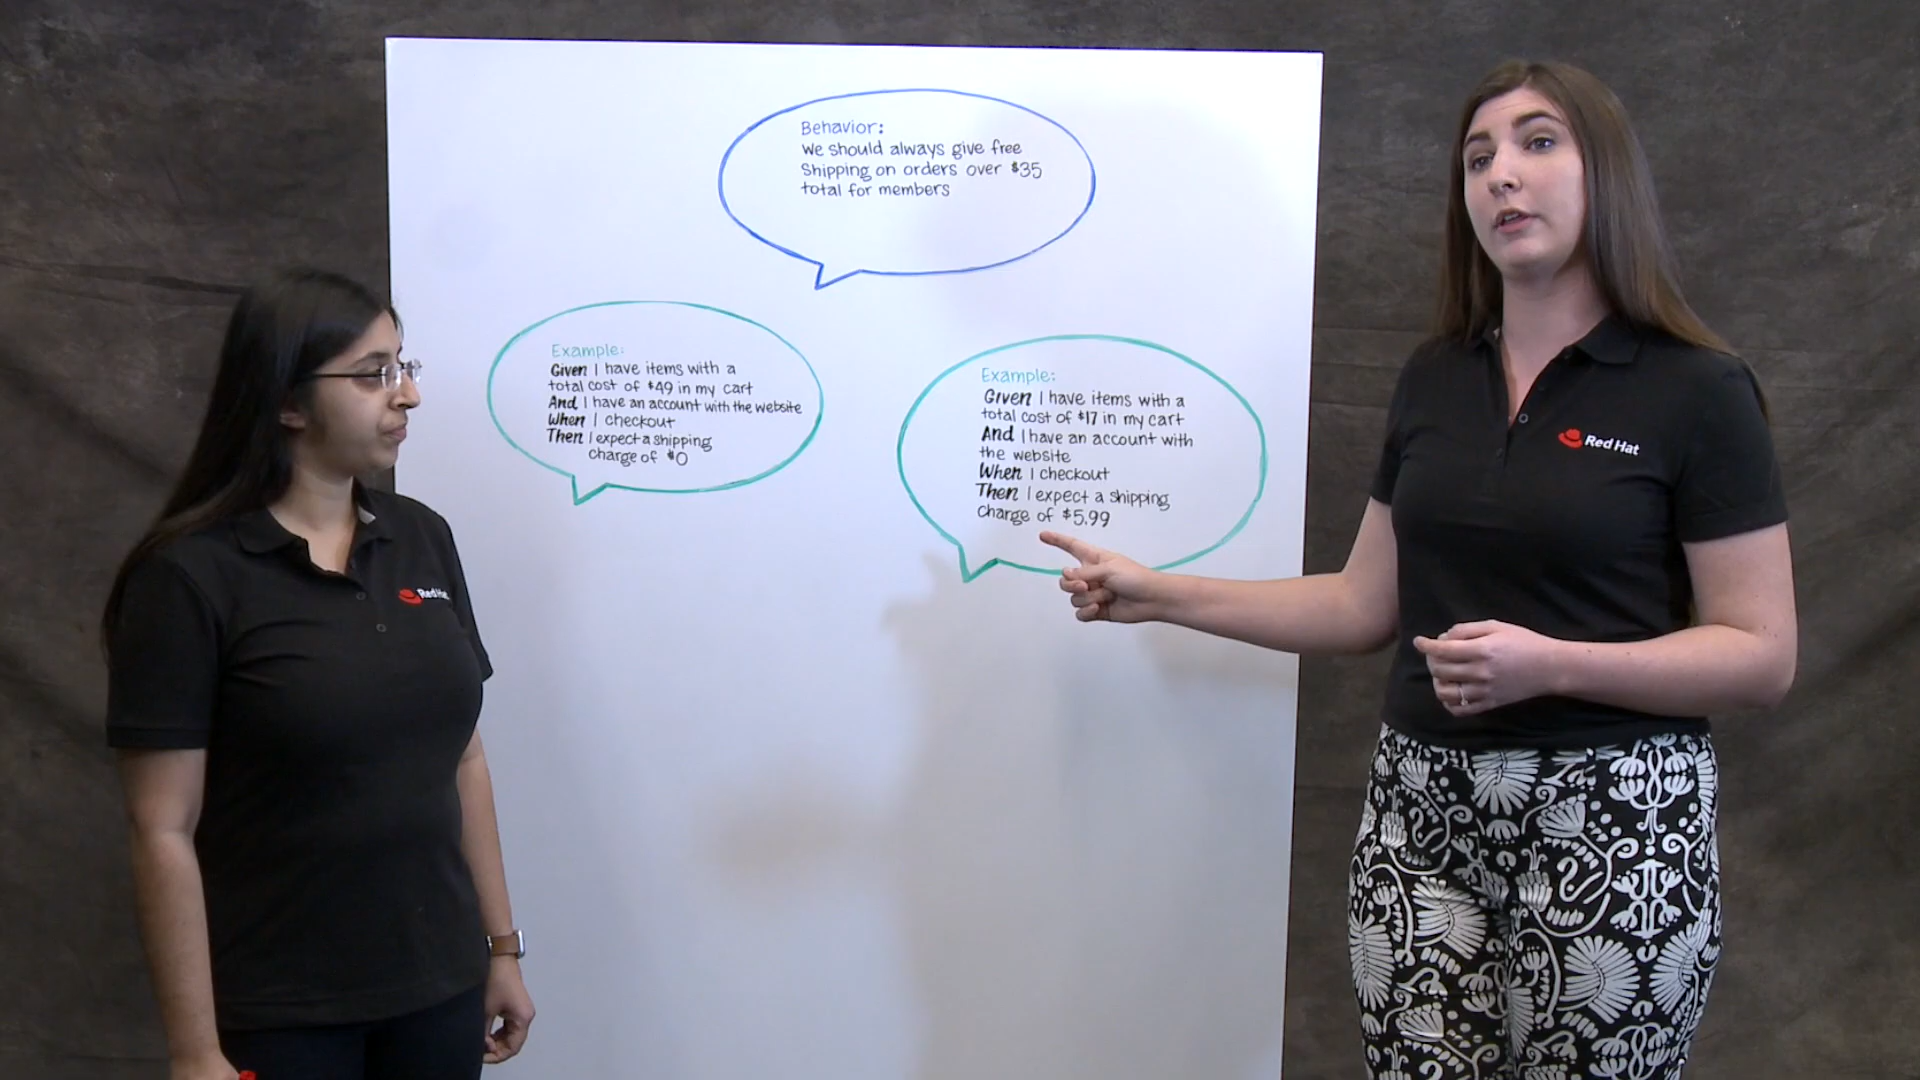 Behavior:
we should always give free
Shipping on orders over $35
total for members
Example:
Given I have items with a
total cost of $49 in my cart
And I have an account with the website
When I checkout
Then I expect a shipping
charge of $0
Example:
Given I have items with a
total cost of $17 in my cart
And I have an account with
the website
When I checkout
Then I expect a shipping
charge of $5.99
Red Hat
Red Hat